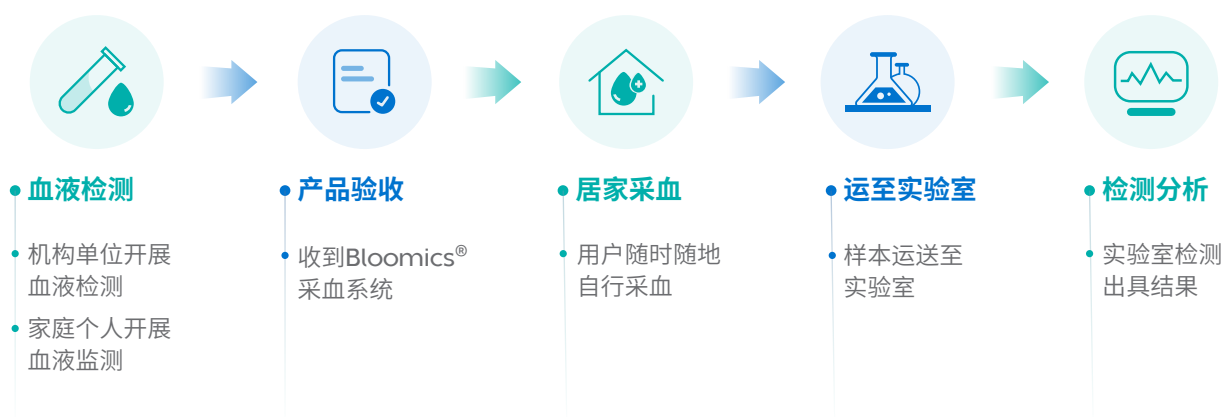 血液检测
机构单位开展
血液检测
家庭个人开展
血液监测
产品验收
收到Bloomics®
采血系统
居家采血
用户随时随地
自行采血
运至实验室
样本运送至
实验室
检测分析
实验室检测
出具结果